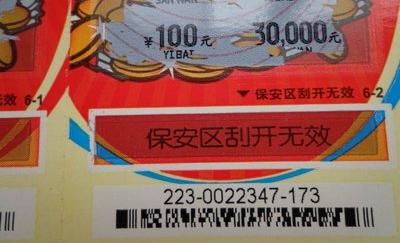 ¥100元 30,000元
YIBAI
无效 6-1 ▼ 保安区刮开无效 6-2
保安区刮开无效
223-0022347-173